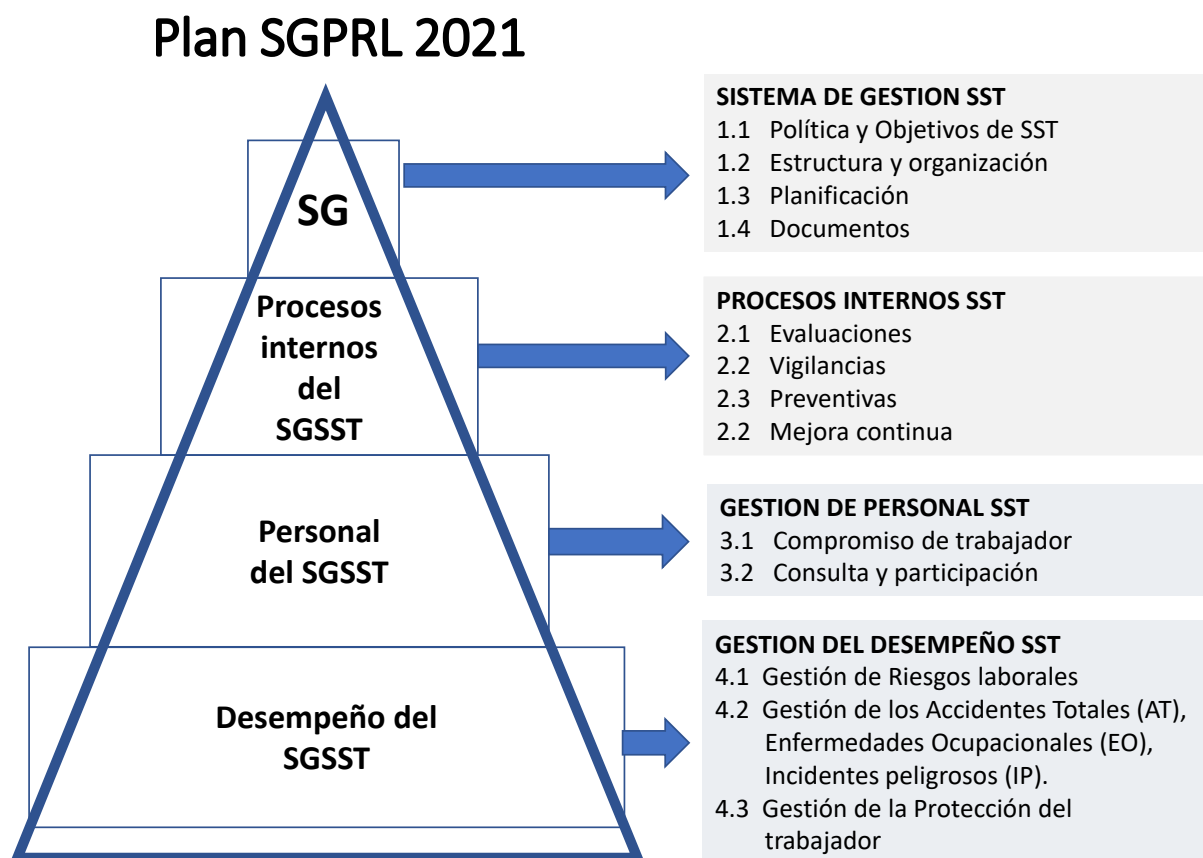 Plan SGPRL 2021
SG
Procesos
internos
del
SGSST
Personal
del SGSST
Desempeño del
SGSST
SISTEMA DE GESTION SST
1.1 Política y Objetivos de SST
1.2 Estructura y organización
1.3 Planificación
1.4 Documentos
PROCESOS INTERNOS SST
2.1 Evaluaciones
2.2 Vigilancias
2.3 Preventivas
2.2 Mejora continua
GESTION DE PERSONAL SST
3.1 Compromiso de trabajador
3.2 Consulta y participación
GESTION DEL DESEMPEÑO SST
4.1 Gestión de Riesgos laborales
4.2 Gestión de los Accidentes Totales (AT),
Enfermedades Ocupacionales (EO),
Incidentes peligrosos (IP).
4.3 Gestión de la Protección del
trabajador